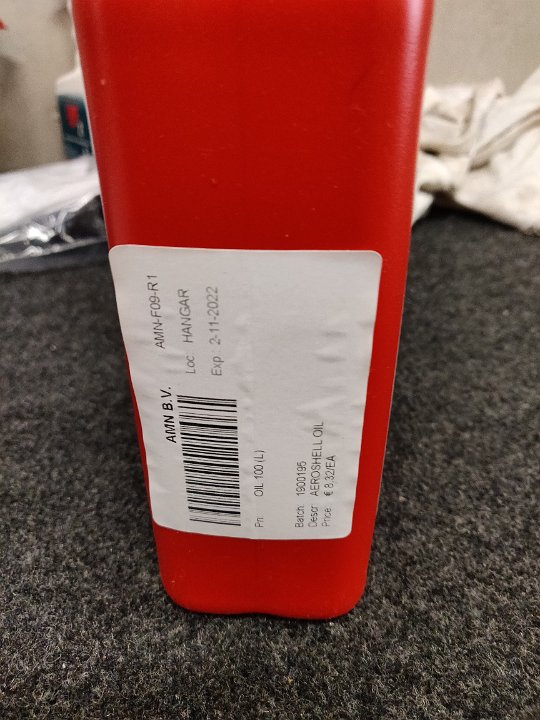 AMN-F09-R1
AMN B.V.
Loc HANGAR
Exp: 2-11-2022
Pn: OIL 100 (L)
Batch 1900195
Descr AEROSHELL OIL
Price: € 8,32/EA